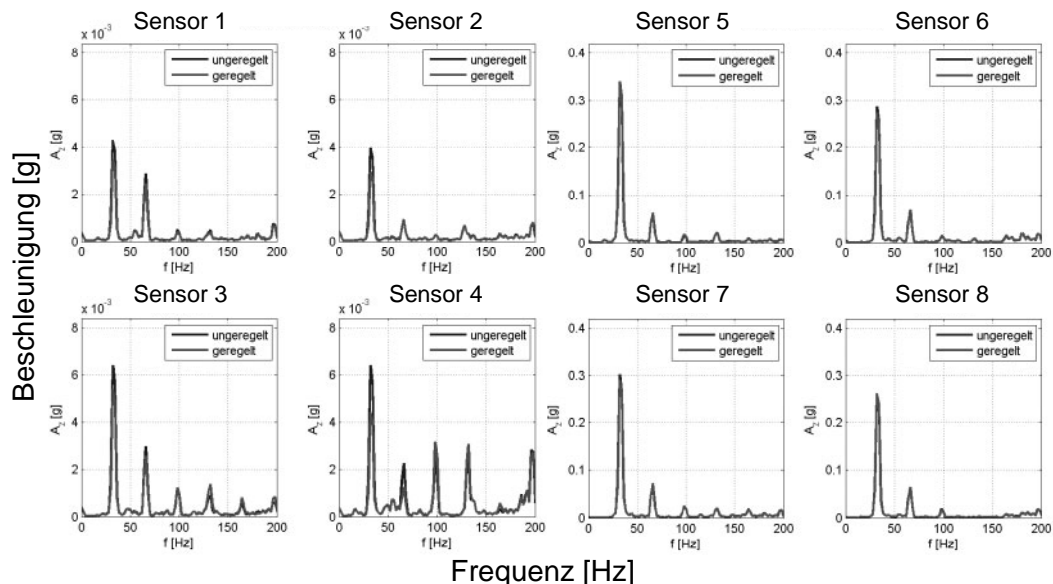 Sensor 1
Sensor 2
Sensor 5
Sensor 6
x 10⁻³
8
6
4
2
0
0 50 100 150 200
A_z [g]
f [Hz]
ungeregelt
geregelt
x 10⁻³
8
6
4
2
0
0 50 100 150 200
A_z [g]
f [Hz]
ungeregelt
geregelt
0.4
0.3
0.2
0.1
0
0 50 100 150 200
A_z [g]
f [Hz]
ungeregelt
geregelt
0.4
0.3
0.2
0.1
0
0 50 100 150 200
A_z [g]
f [Hz]
ungeregelt
geregelt
Beschleunigung [g]
Sensor 3
Sensor 4
Sensor 7
Sensor 8
x 10⁻³
8
6
4
2
0
0 50 100 150 200
A_z [g]
f [Hz]
ungeregelt
geregelt
x 10⁻³
8
6
4
2
0
0 50 100 150 200
A_z [g]
f [Hz]
ungeregelt
geregelt
0.4
0.3
0.2
0.1
0
0 50 100 150 200
A_z [g]
f [Hz]
ungeregelt
geregelt
0.4
0.3
0.2
0.1
0
0 50 100 150 200
A_z [g]
f [Hz]
ungeregelt
geregelt
Frequenz [Hz]